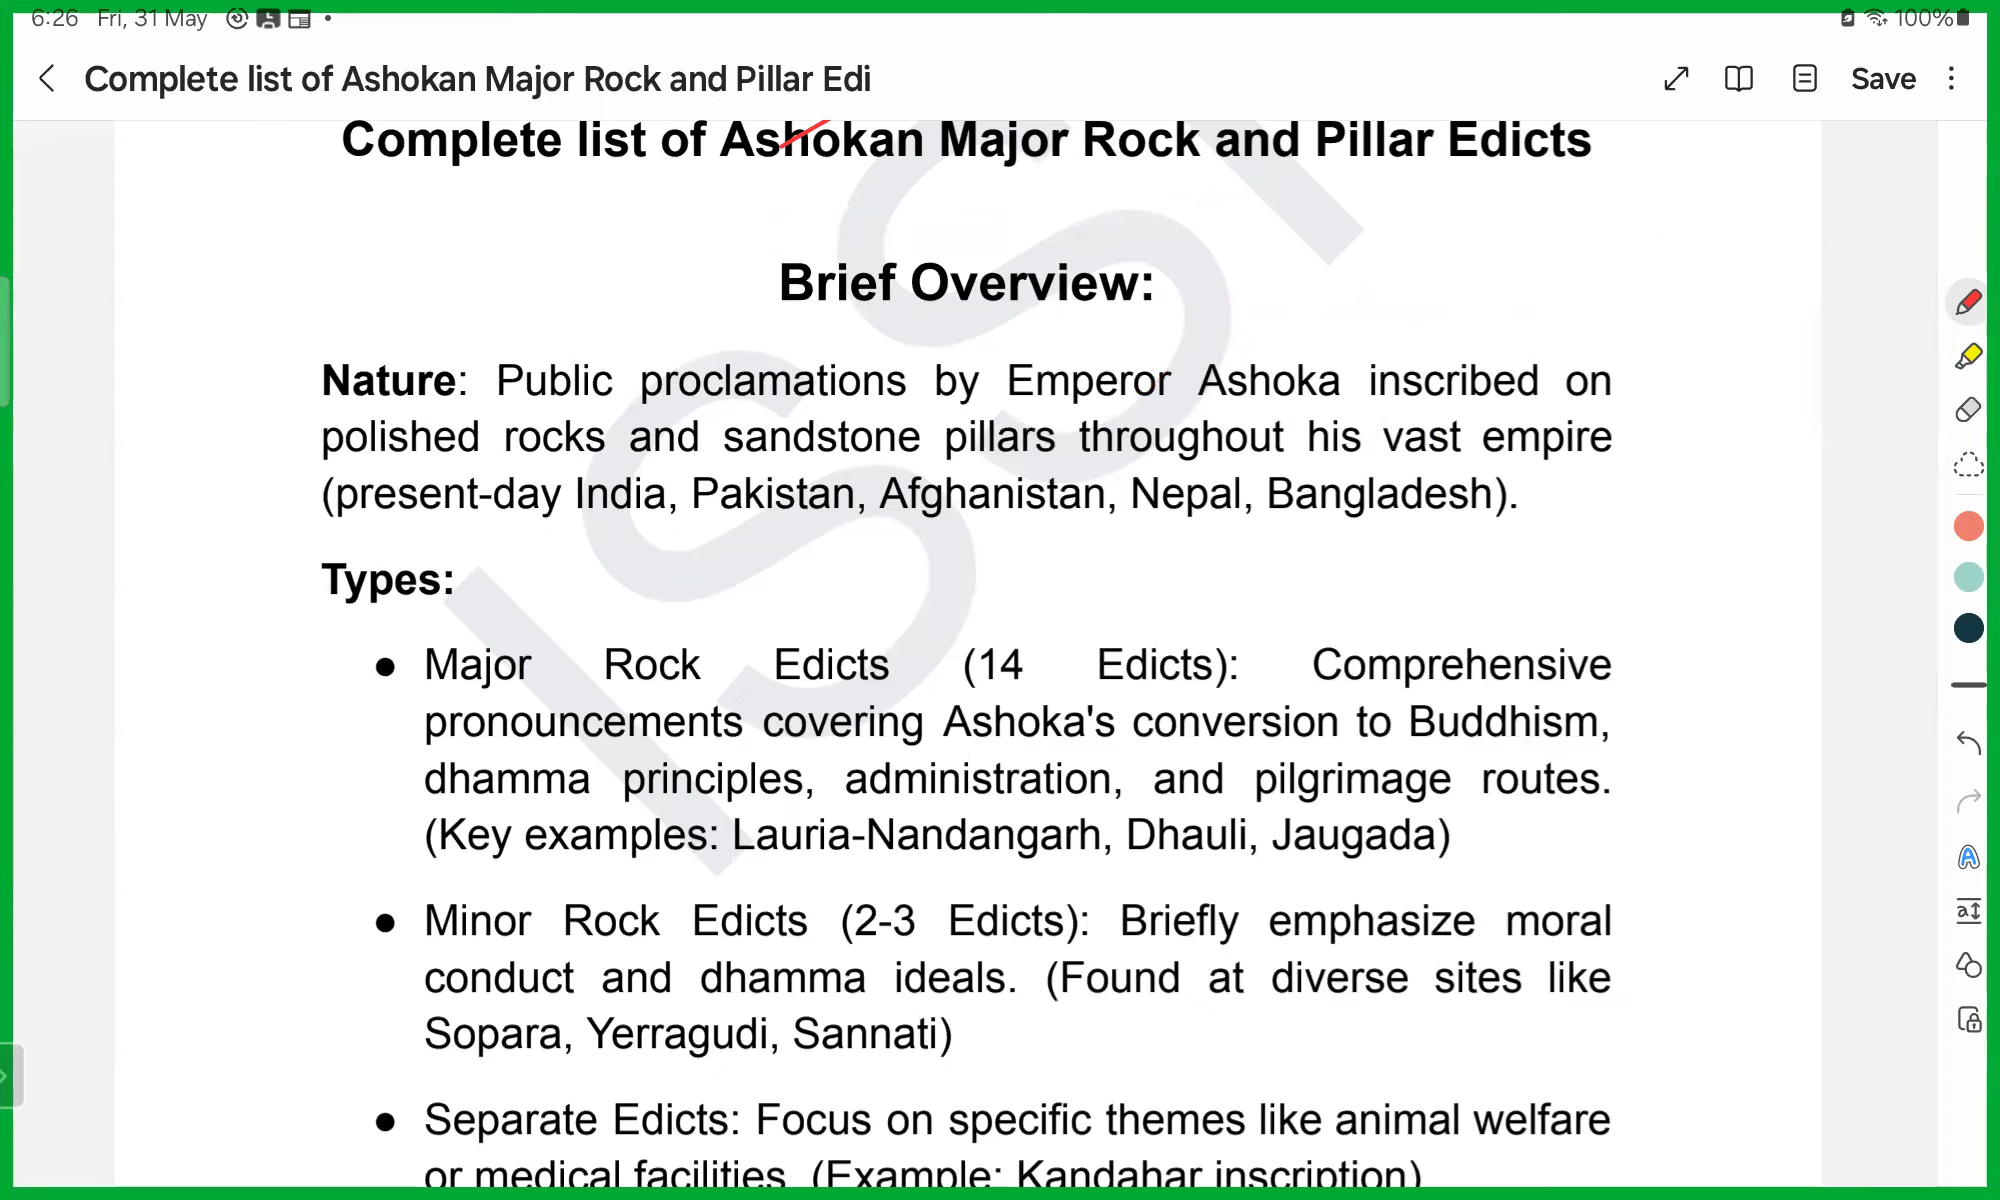 6:26 Fri, 31 May
100%
Complete list of Ashokan Major Rock and Pillar Edi
Save
Complete list of Ashokan Major Rock and Pillar Edicts
Brief Overview:
Nature: Public proclamations by Emperor Ashoka inscribed on
polished rocks and sandstone pillars throughout his vast empire
(present-day India, Pakistan, Afghanistan, Nepal, Bangladesh).
Types:
● Major Rock Edicts (14 Edicts): Comprehensive
pronouncements covering Ashoka's conversion to Buddhism,
dhamma principles, administration, and pilgrimage routes.
(Key examples: Lauria-Nandangarh, Dhauli, Jaugada)
● Minor Rock Edicts (2-3 Edicts): Briefly emphasize moral
conduct and dhamma ideals. (Found at diverse sites like
Sopara, Yerragudi, Sannati)
● Separate Edicts: Focus on specific themes like animal welfare
or medical facilities. (Example: Kandahar inscription)